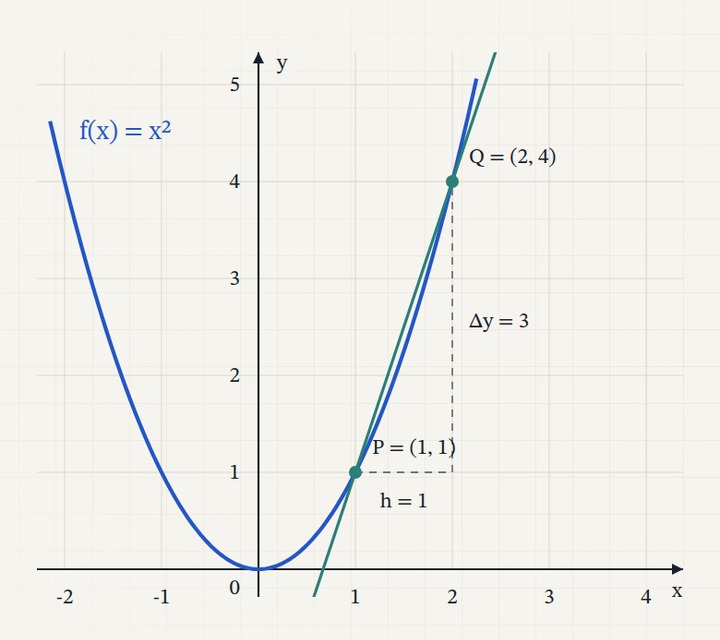 y
5
f(x) = x²
Q = (2, 4)
4
3
Δy = 3
2
P = (1, 1)
1
h = 1
0
x
-2 -1 1 2 3 4